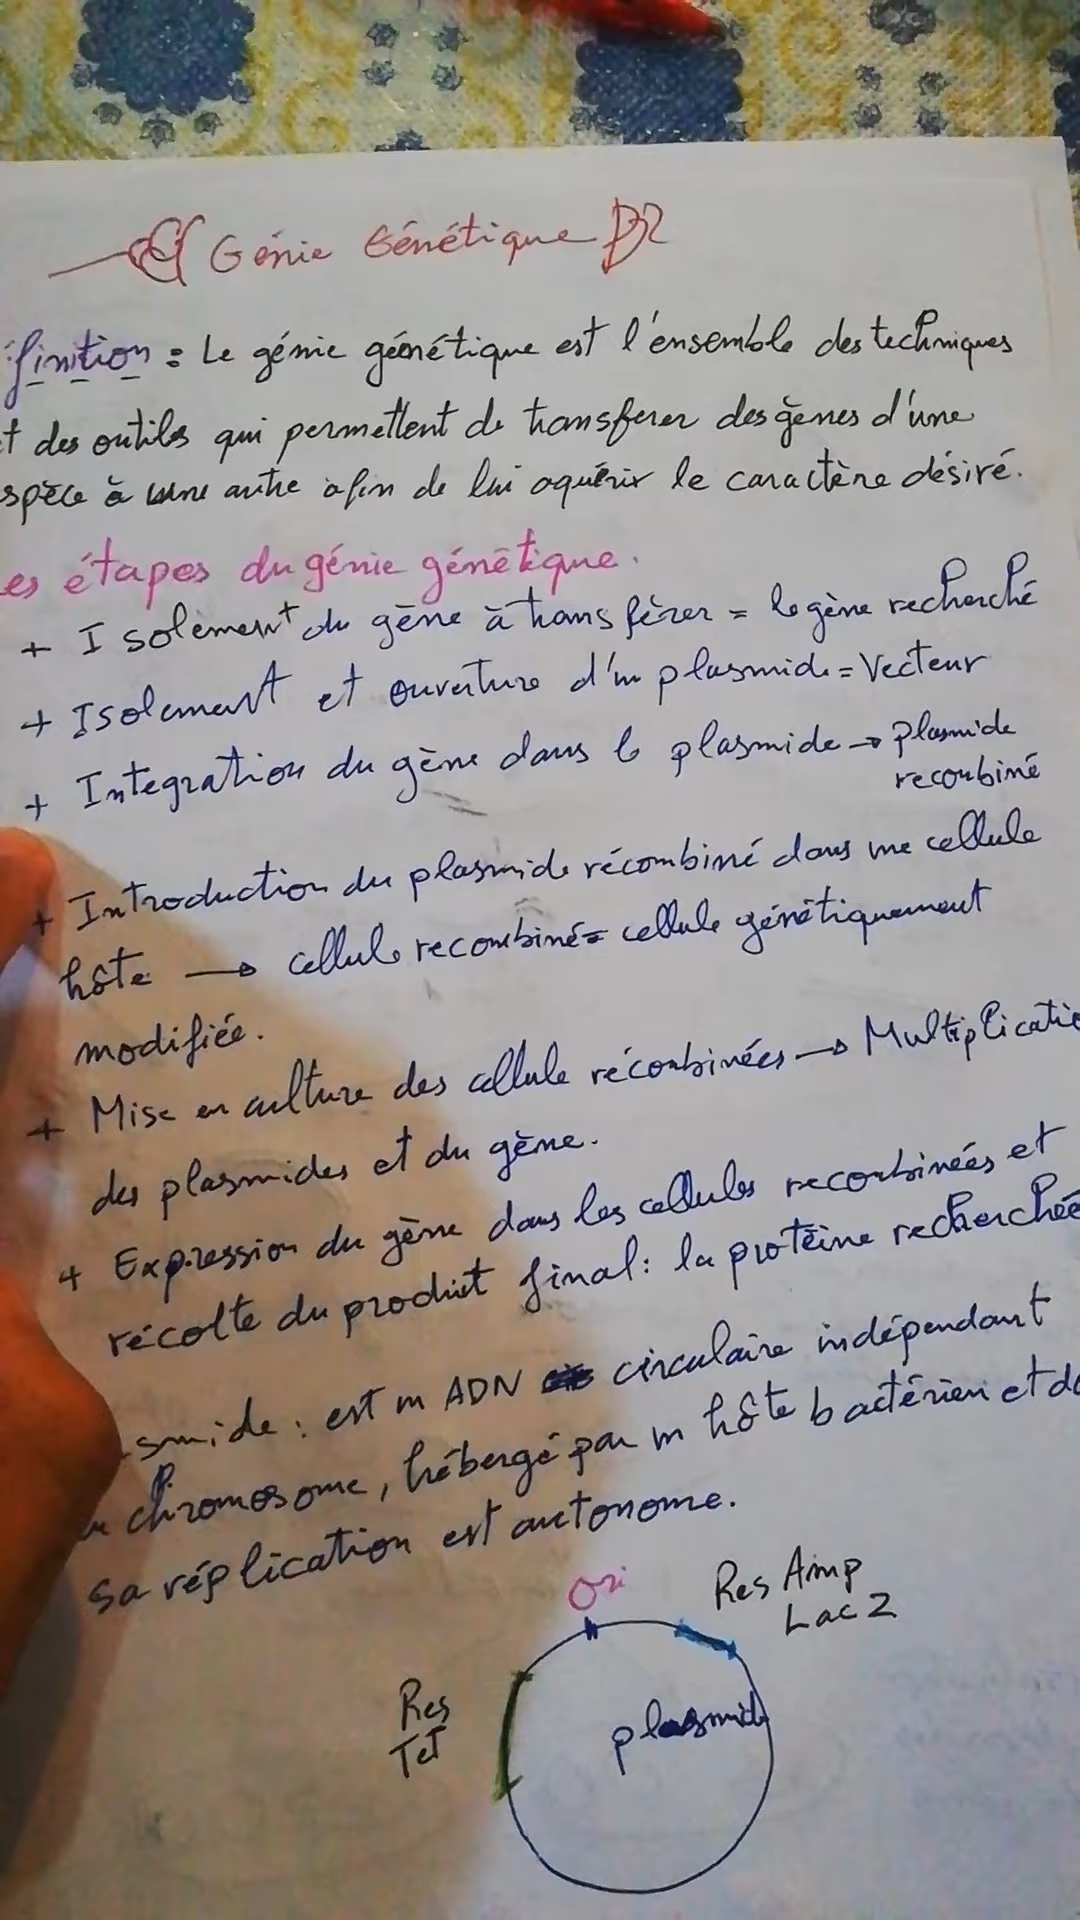 Génie Génétique
finition : Le génie génétique est l'ensemble des techniques
et des outils qui permettent de transferer des gènes d'une
spèce à une autre afin de lui aquérir le caractère désiré.
es étapes du génie génétique.
+ Isolement du gène à transférer = le gène recherché
+ Isolement et ouverture d'un plasmide = Vecteur
+ Integration du gène dans le plasmide → plasmide
recombiné
+ Introduction du plasmide récombiné dans une cellule
hôte → cellule recombiné = cellule génétiquement
modifiée.
+ Mise en culture des cellule récombinées → Multiplicatio
des plasmides et du gène.
+ Expression du gène dans les cellules recombinées et
récolte du produit final : la protéine recherchée
smide : est un ADN circulaire indépendant
u chromosome, hébergé par un hôte bactérien et do
sa réplication est autonome.
Ori
Res Amp
Lac Z
Res
Tet
plasmide